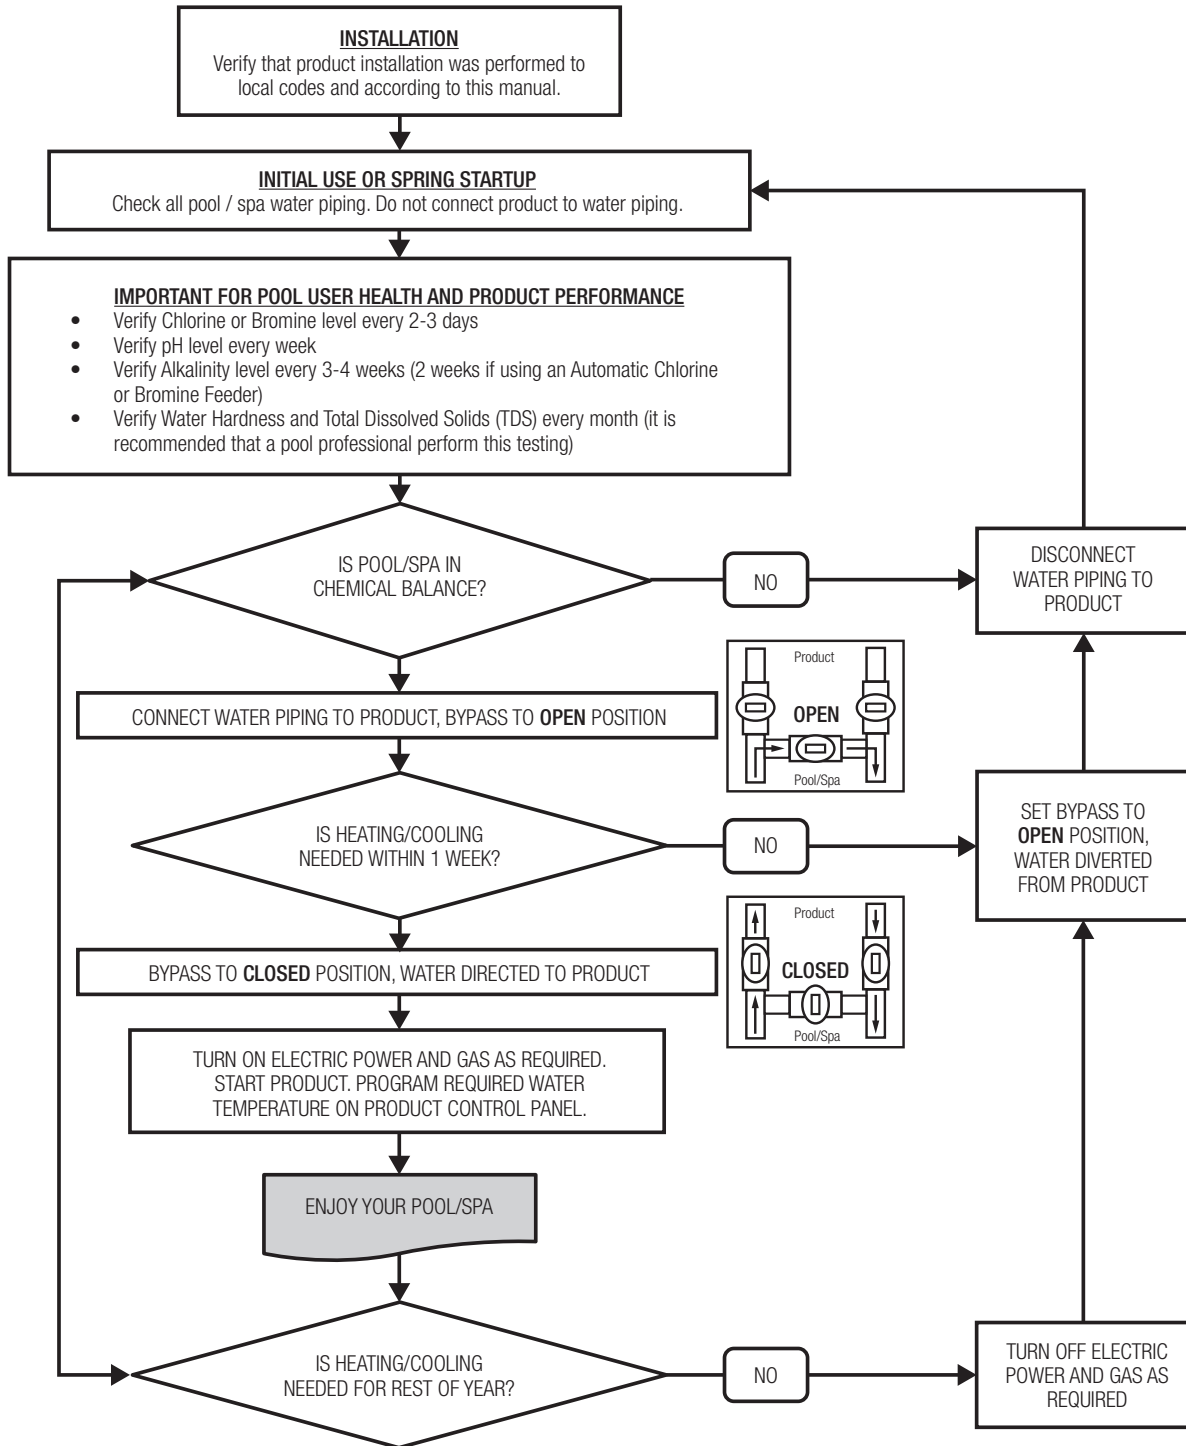 INSTALLATION
Verify that product installation was performed to
local codes and according to this manual.
INITIAL USE OR SPRING STARTUP
Check all pool / spa water piping. Do not connect product to water piping.
IMPORTANT FOR POOL USER HEALTH AND PRODUCT PERFORMANCE
• Verify Chlorine or Bromine level every 2-3 days
• Verify pH level every week
• Verify Alkalinity level every 3-4 weeks (2 weeks if using an Automatic Chlorine
or Bromine Feeder)
• Verify Water Hardness and Total Dissolved Solids (TDS) every month (it is
recommended that a pool professional perform this testing)
IS POOL/SPA IN
CHEMICAL BALANCE?
NO
DISCONNECT
WATER PIPING TO
PRODUCT
CONNECT WATER PIPING TO PRODUCT, BYPASS TO OPEN POSITION
Product
OPEN
Pool/Spa
IS HEATING/COOLING
NEEDED WITHIN 1 WEEK?
NO
SET BYPASS TO
OPEN POSITION,
WATER DIVERTED
FROM PRODUCT
BYPASS TO CLOSED POSITION, WATER DIRECTED TO PRODUCT
Product
CLOSED
Pool/Spa
TURN ON ELECTRIC POWER AND GAS AS REQUIRED.
START PRODUCT. PROGRAM REQUIRED WATER
TEMPERATURE ON PRODUCT CONTROL PANEL.
ENJOY YOUR POOL/SPA
IS HEATING/COOLING
NEEDED FOR REST OF YEAR?
NO
TURN OFF ELECTRIC
POWER AND GAS AS
REQUIRED